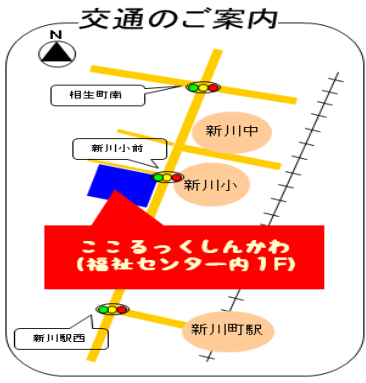 交通のご案内
N
相生町南
新川中
新川小前
新川小
こころっくしんかわ
(福祉センター内1F)
新川駅西
新川町駅